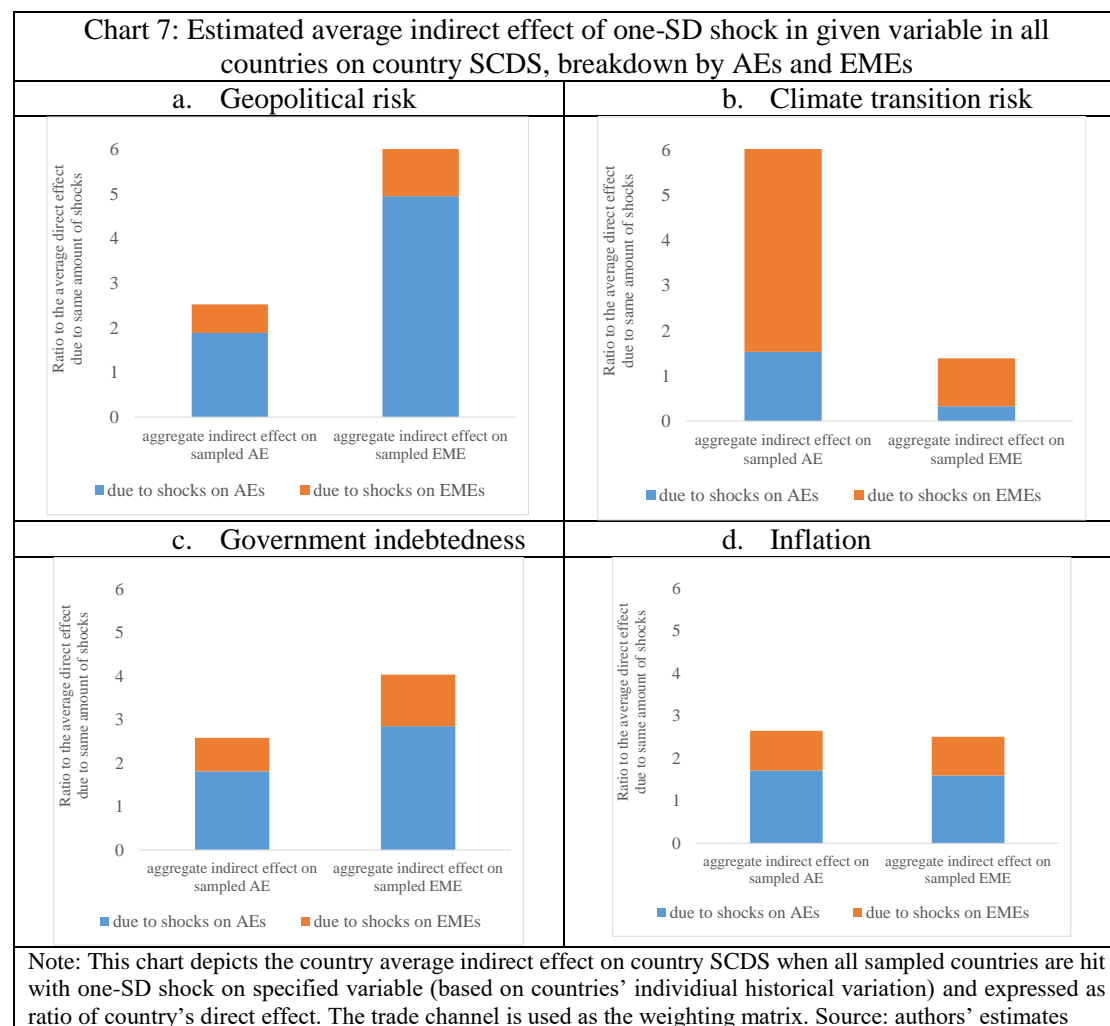 Chart 7: Estimated average indirect effect of one-SD shock in given variable in all
countries on country SCDS, breakdown by AEs and EMEs
a. Geopolitical risk
Ratio to the average direct effect
due to same amount of shocks
6
5
4
3
2
1
0
aggregate indirect effect on
sampled AE
aggregate indirect effect on
sampled EME
due to shocks on AEs
due to shocks on EMEs
b. Climate transition risk
Ratio to the average direct effect
due to same amount of shocks
6
5
4
3
2
1
0
aggregate indirect effect on
sampled AE
aggregate indirect effect on
sampled EME
due to shocks on AEs
due to shocks on EMEs
c. Government indebtedness
Ratio to the average direct effect
due to same amount of shocks
6
5
4
3
2
1
0
aggregate indirect effect on
sampled AE
aggregate indirect effect on
sampled EME
due to shocks on AEs
due to shocks on EMEs
d. Inflation
Ratio to the average direct effect
due to same amount of shocks
6
5
4
3
2
1
0
aggregate indirect effect on
sampled AE
aggregate indirect effect on
sampled EME
due to shocks on AEs
due to shocks on EMEs
Note: This chart depicts the country average indirect effect on country SCDS when all sampled countries are hit
with one-SD shock on specified variable (based on countries’ individiual historical variation) and expressed as
ratio of country’s direct effect. The trade channel is used as the weighting matrix. Source: authors’ estimates